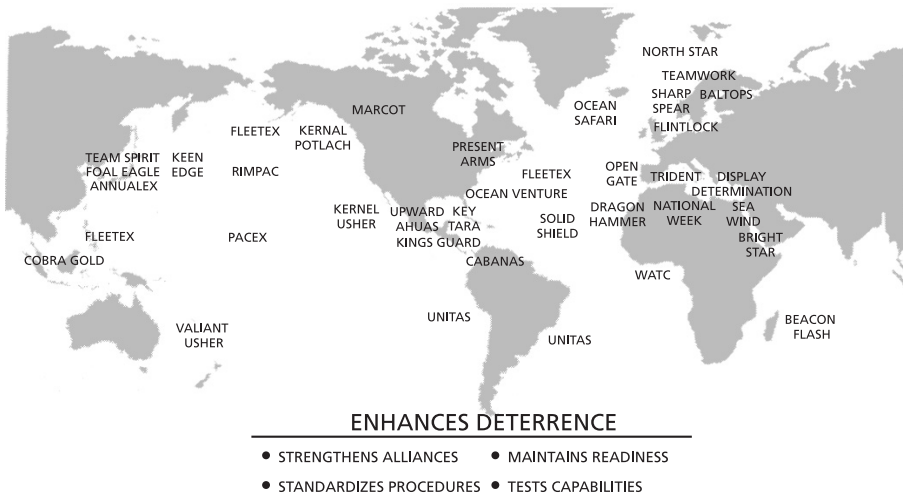 NORTH STAR
TEAMWORK
SHARP
SPEAR
BALTOPS
OCEAN
SAFARI
FLINTLOCK
MARCOT
FLEETEX
KERNAL
POTLACH
PRESENT
ARMS
TEAM SPIRIT
FOAL EAGLE
ANNUALEX
KEEN
EDGE
RIMPAC
FLEETEX
OPEN
GATE
TRIDENT
DISPLAY
DETERMINATION
OCEAN VENTURE
KERNEL
USHER
UPWARD
AHUAS
KEY
TARA
KINGS GUARD
SOLID
SHIELD
DRAGON
HAMMER
NATIONAL
WEEK
SEA
WIND
BRIGHT
STAR
FLEETEX
PACEX
COBRA GOLD
CABANAS
WATC
UNITAS
UNITAS
VALIANT
USHER
BEACON
FLASH
ENHANCES DETERRENCE
• STRENGTHENS ALLIANCES
• MAINTAINS READINESS
• STANDARDIZES PROCEDURES
• TESTS CAPABILITIES